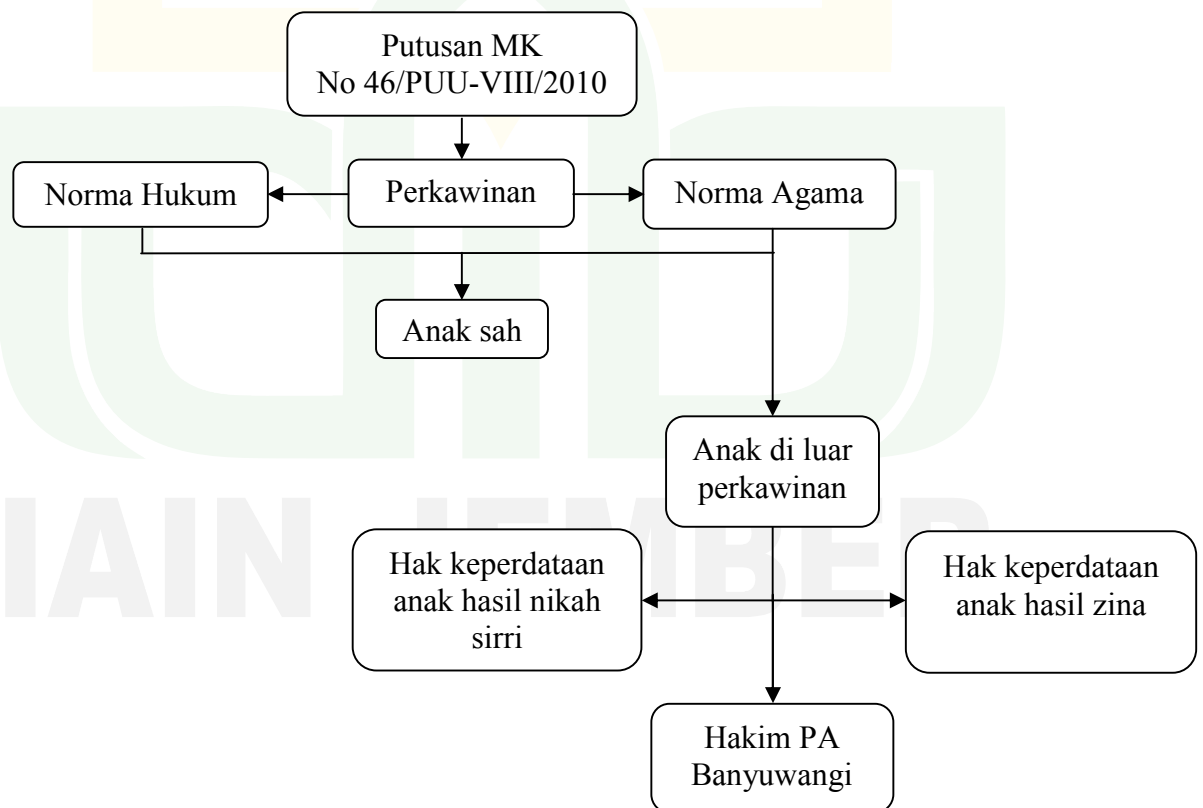 Putusan MK
No 46/PUU-VIII/2010
Norma Hukum
Perkawinan
Norma Agama
Anak sah
Anak di luar
perkawinan
Hak keperdataan
anak hasil nikah
sirri
Hak keperdataan
anak hasil zina
IAIN JEMBER
Hakim PA
Banyuwangi